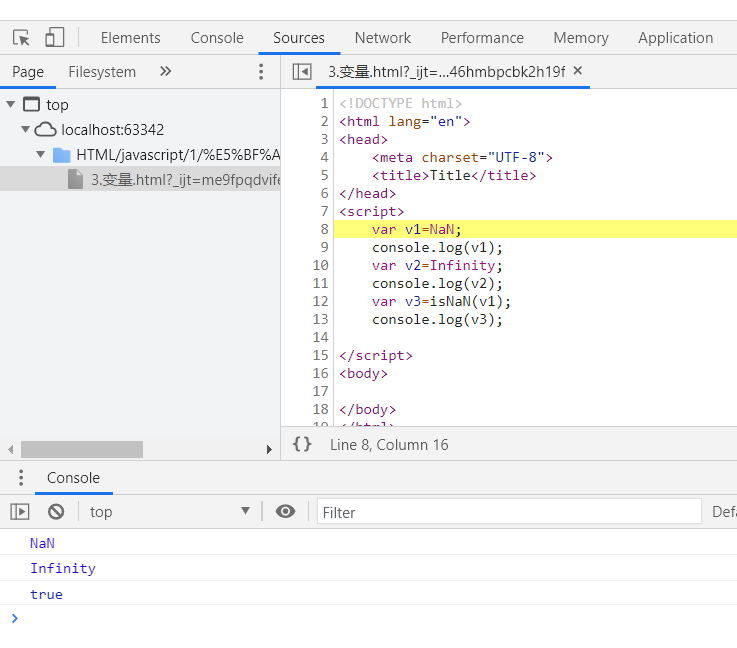 Elements Console Sources Network Performance Memory Application
Page Filesystem »
3.变量.html?_ijt=...46hmbpcbk2h19f ×
top
localhost:63342
HTML/javascript/1/%E5%BF%A
3.变量.html?_ijt=me9fpqdvife
1 <!DOCTYPE html>
2 <html lang="en">
3 <head>
4     <meta charset="UTF-8">
5     <title>Title</title>
6 </head>
7 <script>
8     var v1=NaN;
9     console.log(v1);
10     var v2=Infinity;
11     console.log(v2);
12     var v3=isNaN(v1);
13     console.log(v3);
14
15 </script>
16 <body>
17
18 </body>
19 </html>
{} Line 8, Column 16
Console
top Filter Defa
NaN
Infinity
true
>